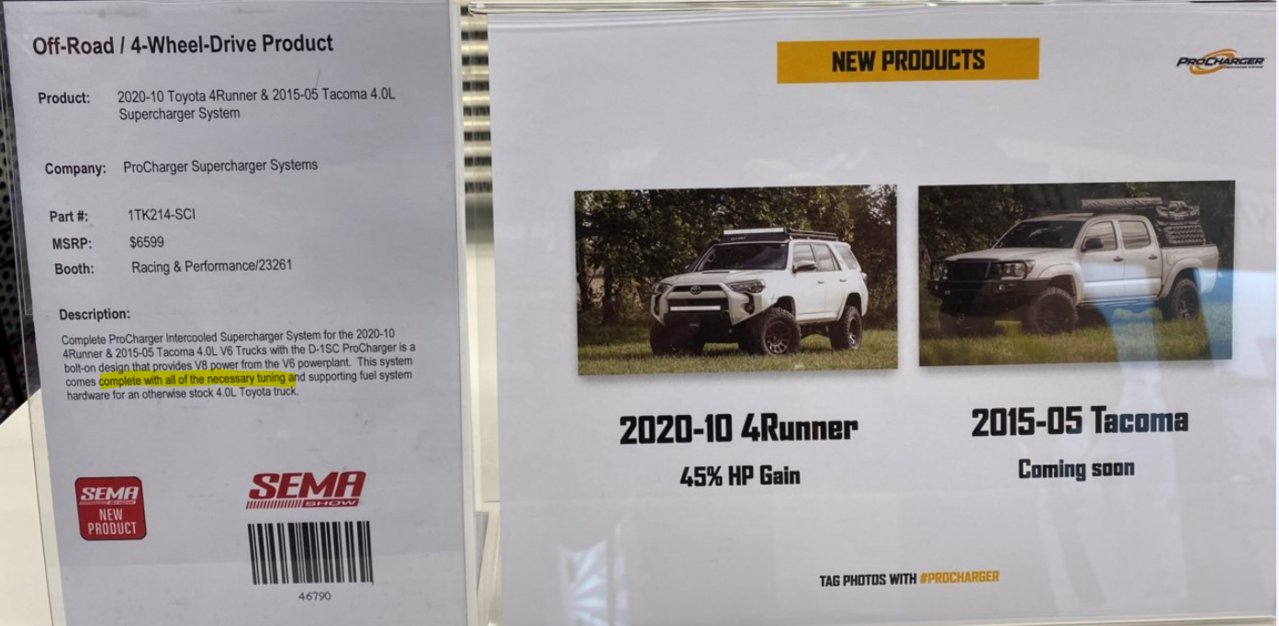 Off-Road / 4-Wheel-Drive Product
Product: 2020-10 Toyota 4Runner & 2015-05 Tacoma 4.0L
Supercharger System
Company: ProCharger Supercharger Systems
Part #: 1TK214-SCI
MSRP: $6599
Booth: Racing & Performance/23261
Description:
Complete ProCharger Intercooled Supercharger System for the 2020-10
4Runner & 2015-05 Tacoma 4.0L V6 Trucks with the D-1SC ProCharger is a
bolt-on design that provides V8 power from the V6 powerplant. This system
comes complete with all of the necessary tuning and supporting fuel system
hardware for an otherwise stock 4.0L Toyota truck.
SEMA
NEW
PRODUCT
SEMA
SHOW
46790
NEW PRODUCTS
PROCHARGER
2020-10 4Runner
45% HP Gain
2015-05 Tacoma
Coming soon
TAG PHOTOS WITH #PROCHARGER